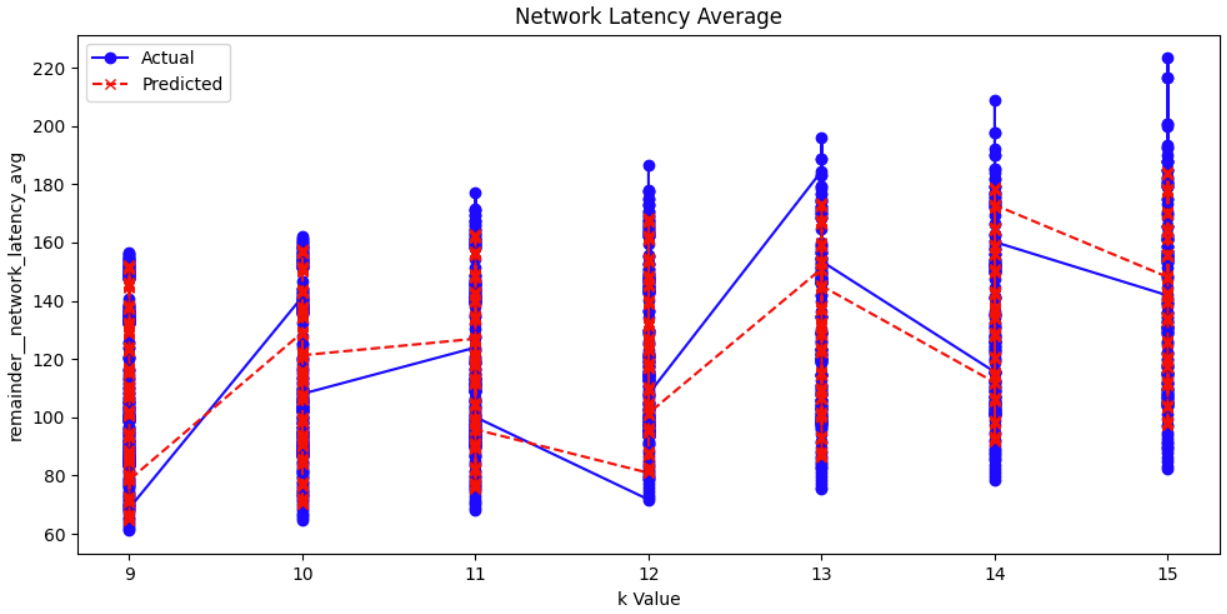 Network Latency Average
Actual
Predicted
remainder__network_latency_avg
220
200
180
160
140
120
100
80
60
9 10 11 12 13 14 15
k Value